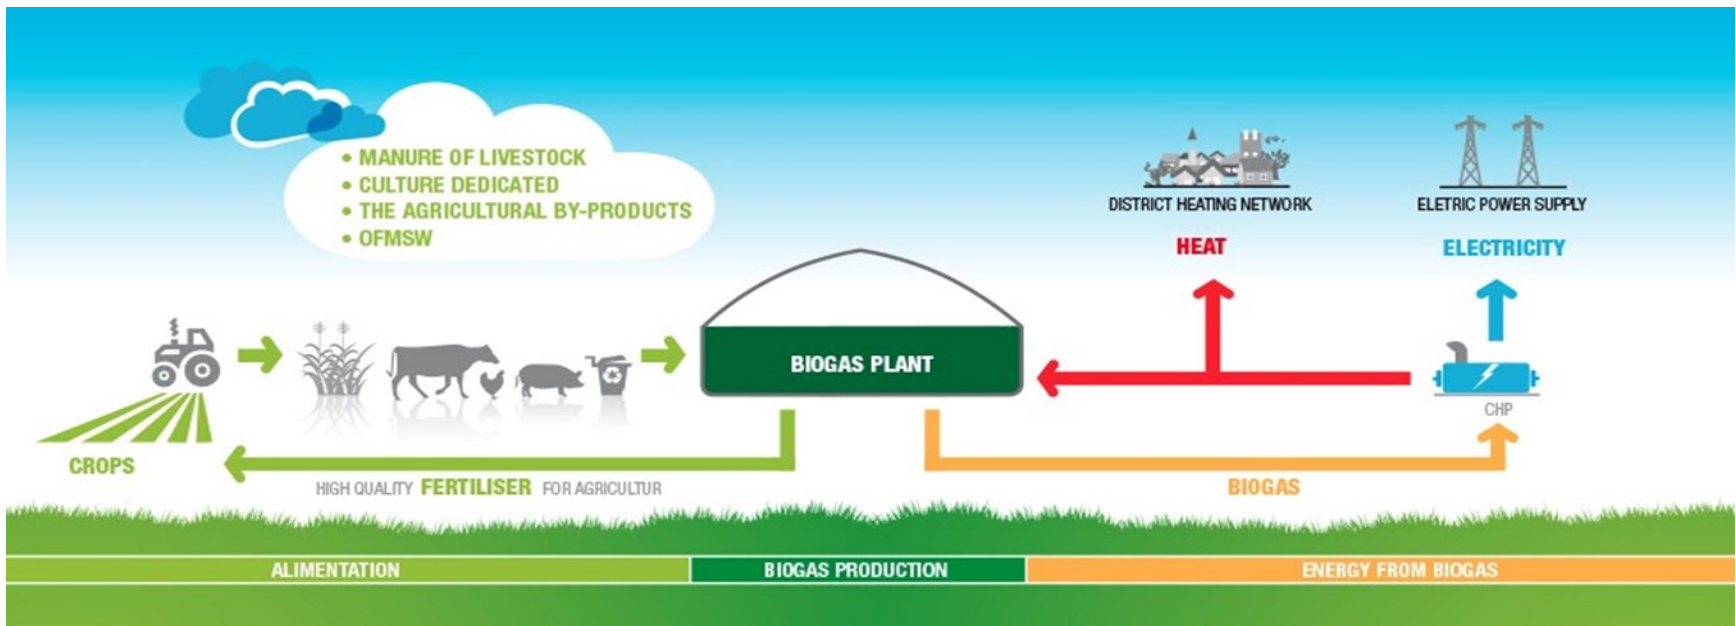 • MANURE OF LIVESTOCK
• CULTURE DEDICATED
• THE AGRICULTURAL BY-PRODUCTS
• OFMSW
DISTRICT HEATING NETWORK
HEAT
ELETRIC POWER SUPPLY
ELECTRICITY
BIOGAS PLANT
CHP
CROPS
HIGH QUALITY FERTILISER FOR AGRICULTUR
BIOGAS
ALIMENTATION
BIOGAS PRODUCTION
ENERGY FROM BIOGAS